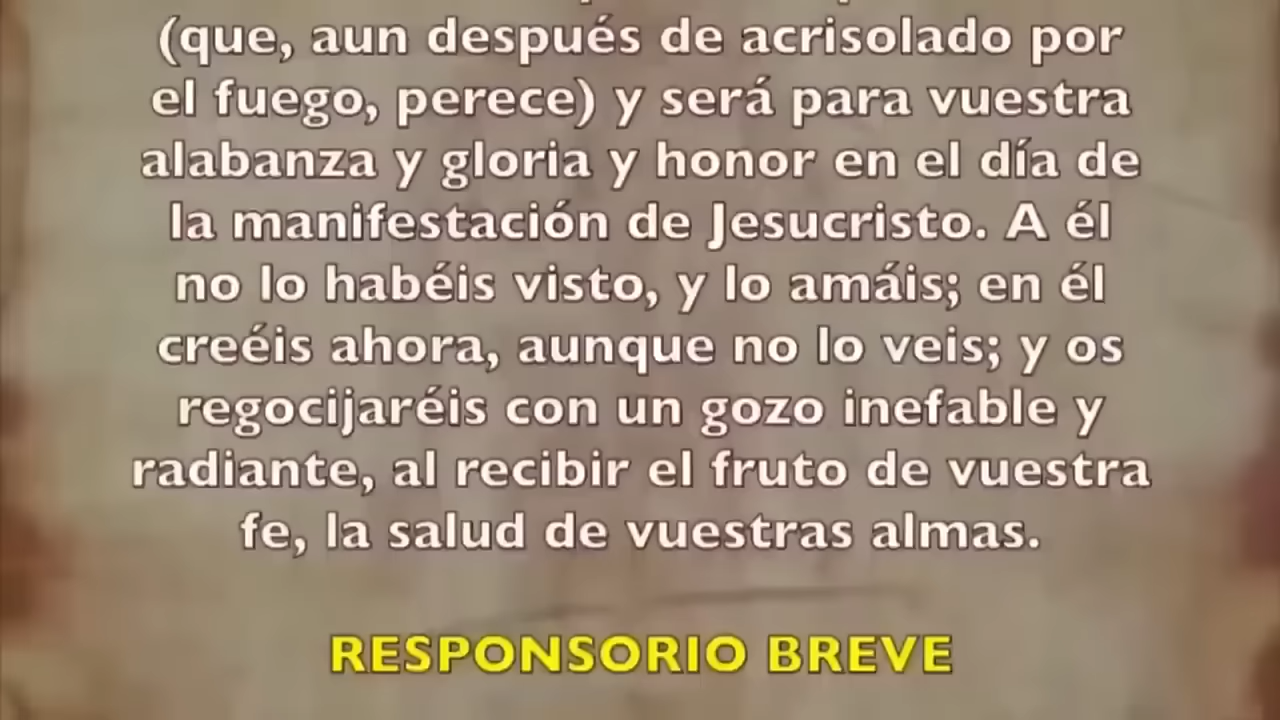 (que, aun después de acrisolado por
el fuego, perece) y será para vuestra
alabanza y gloria y honor en el día de
la manifestación de Jesucristo. A él
no lo habéis visto, y lo amáis; en él
creéis ahora, aunque no lo veis; y os
regocijaréis con un gozo inefable y
radiante, al recibir el fruto de vuestra
fe, la salud de vuestras almas.
RESPONSORIO BREVE